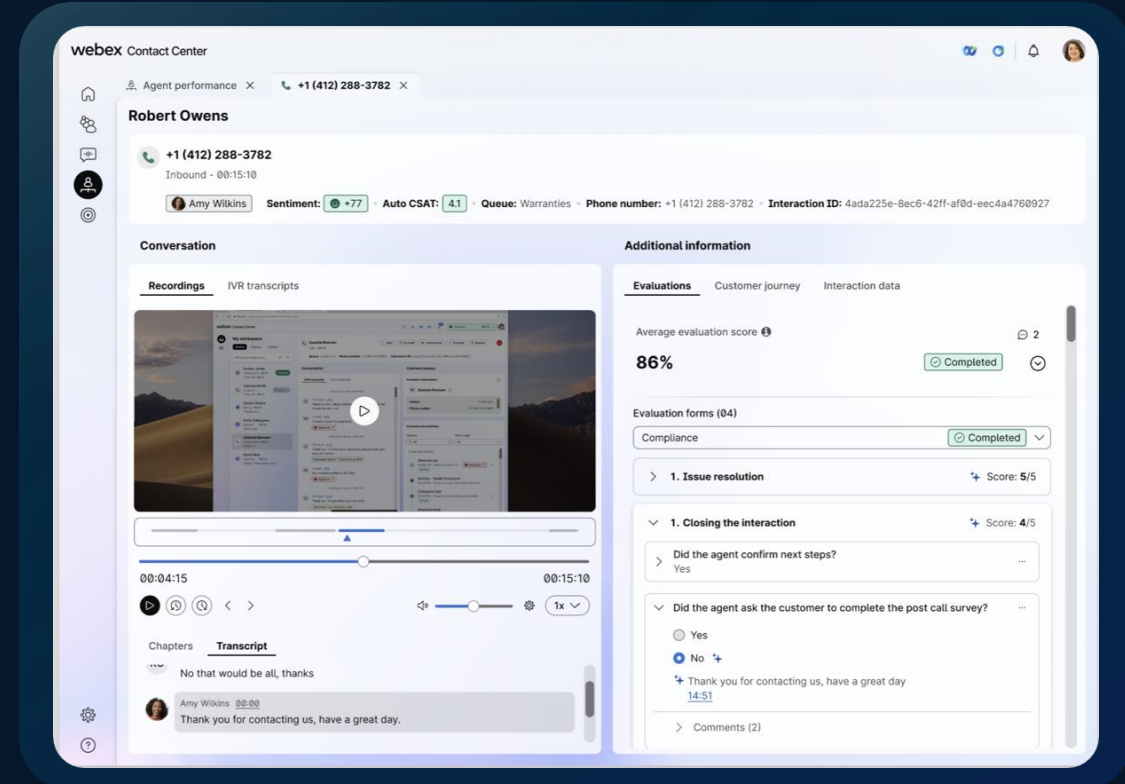 webex Contact Center
Agent performance
+1 (412) 288-3782
Robert Owens
+1 (412) 288-3782
Inbound - 00:15:10
Amy Wilkins Sentiment: +77 Auto CSAT: 4.1 Queue: Warranties Phone number: +1 (412) 288-3782 Interaction ID: 4ada225e-8ec6-42ff-af0d-eec4a4760927
Conversation
Recordings IVR transcripts
00:04:15 00:15:10
1x
Chapters Transcript
No that would be all, thanks
Amy Wilkins 00:00
Thank you for contacting us, have a great day.
Additional information
Evaluations Customer journey Interaction data
Average evaluation score
2
86% Completed
Evaluation forms (04)
Compliance Completed
1. Issue resolution Score: 5/5
1. Closing the interaction Score: 4/5
Did the agent confirm next steps?
Yes
Did the agent ask the customer to complete the post call survey?
Yes
No
Thank you for contacting us, have a great day
14:51
Comments (2)